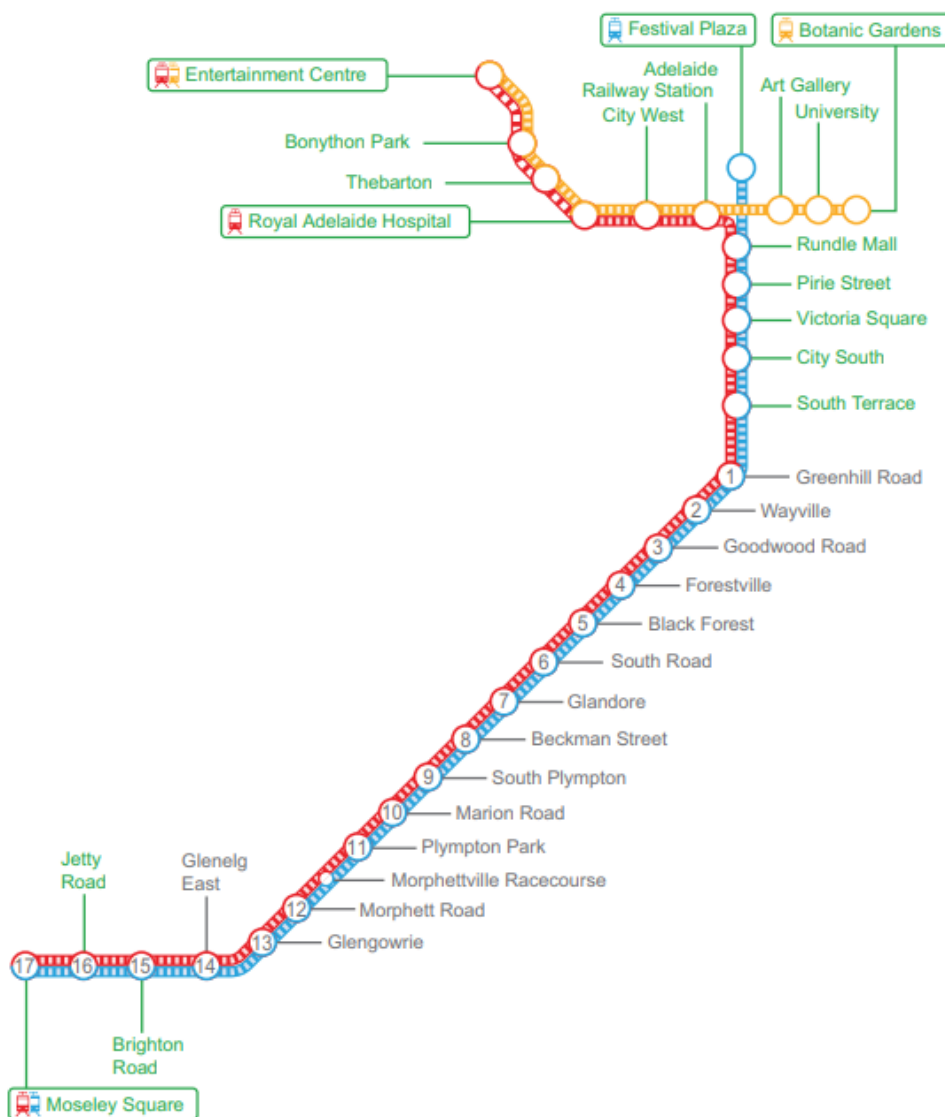 Festival Plaza
Botanic Gardens
Entertainment Centre
Adelaide
Railway Station
City West
Art Gallery
University
Bonython Park
Thebarton
Royal Adelaide Hospital
Rundle Mall
Pirie Street
Victoria Square
City South
South Terrace
1 Greenhill Road
2 Wayville
3 Goodwood Road
4 Forestville
5 Black Forest
6 South Road
7 Glandore
8 Beckman Street
9 South Plympton
10 Marion Road
11 Plympton Park
Morphettville Racecourse
12 Morphett Road
13 Glengowrie
Jetty
Road
Glenelg
East
17 16 15 14
Brighton
Road
Moseley Square